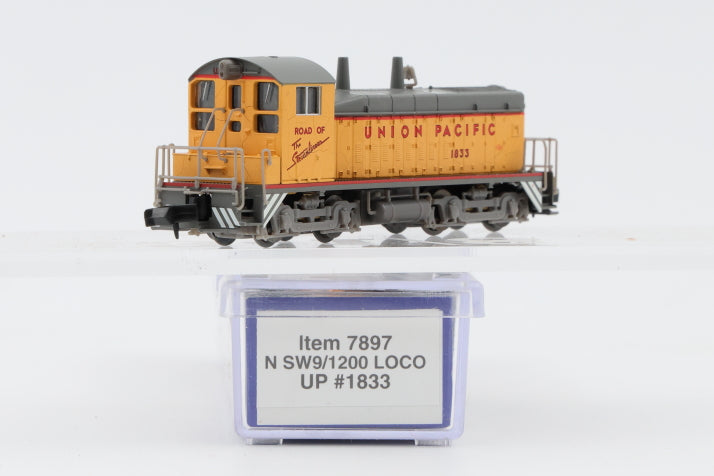 ROAD OF
The
Streamliners
UNION PACIFIC
1833
Item 7897
N SW9/1200 LOCO
UP #1833